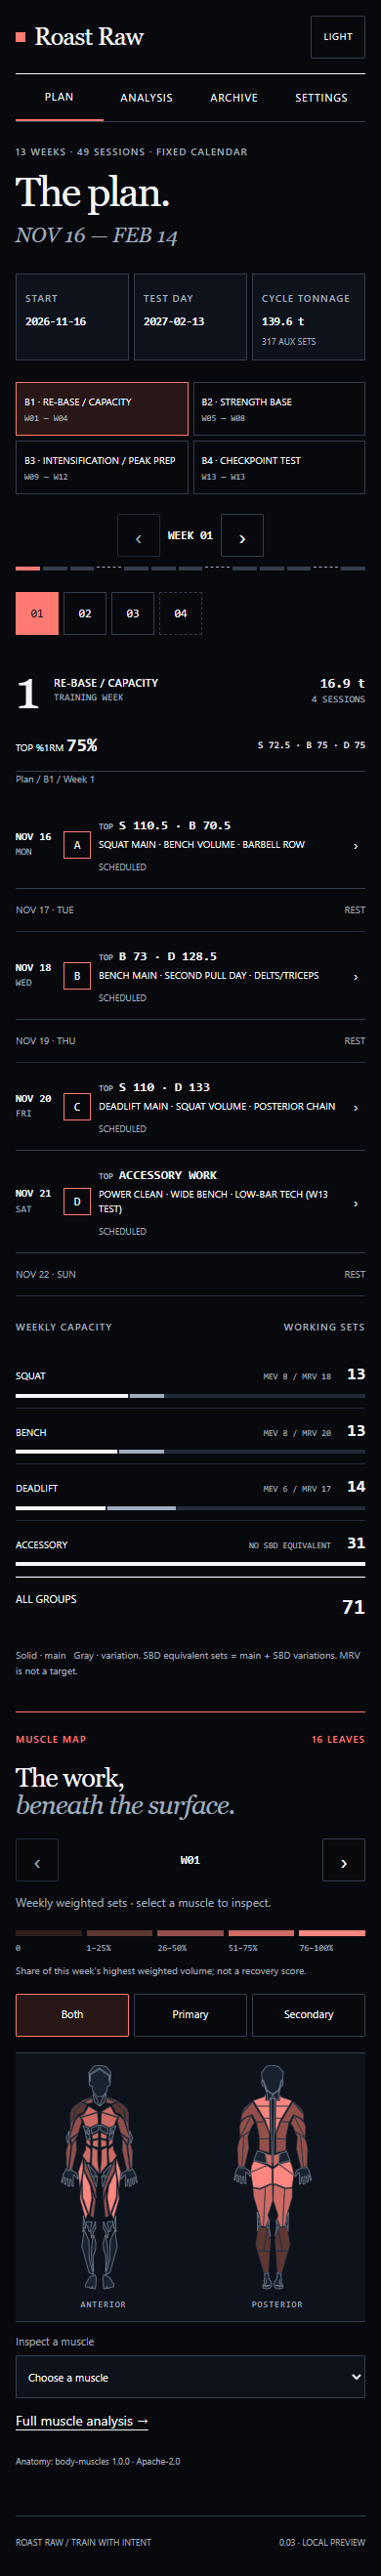 Roast Raw
LIGHT
PLAN
ANALYSIS
ARCHIVE
SETTINGS
13 WEEKS · 49 SESSIONS · FIXED CALENDAR
The plan.
NOV 16 — FEB 14
START
2026-11-16
TEST DAY
2027-02-13
CYCLE TONNAGE
139.6 t
317 AUX SETS
B1 · RE-BASE / CAPACITY
W01 — W04
B2 · STRENGTH BASE
W05 — W08
B3 · INTENSIFICATION / PEAK PREP
W09 — W12
B4 · CHECKPOINT TEST
W13 — W13
‹ WEEK 01 ›
01
02
03
04
1
RE-BASE / CAPACITY
TRAINING WEEK
16.9 t
4 SESSIONS
TOP %1RM 75%
S 72.5 · B 75 · D 75
Plan / B1 / Week 1
NOV 16
MON
A
TOP S 110.5 · B 70.5
SQUAT MAIN · BENCH VOLUME · BARBELL ROW
SCHEDULED
›
NOV 17 · TUE
REST
NOV 18
WED
B
TOP B 73 · D 128.5
BENCH MAIN · SECOND PULL DAY · DELTS/TRICEPS
SCHEDULED
›
NOV 19 · THU
REST
NOV 20
FRI
C
TOP S 110 · D 133
DEADLIFT MAIN · SQUAT VOLUME · POSTERIOR CHAIN
SCHEDULED
›
NOV 21
SAT
D
TOP ACCESSORY WORK
POWER CLEAN · WIDE BENCH · LOW-BAR TECH (W13
TEST)
SCHEDULED
›
NOV 22 · SUN
REST
WEEKLY CAPACITY
WORKING SETS
SQUAT
MEV 8 / MRV 18
13
BENCH
MEV 8 / MRV 20
13
DEADLIFT
MEV 6 / MRV 17
14
ACCESSORY
NO SBD EQUIVALENT
31
ALL GROUPS
71
Solid · main Gray · variation. SBD equivalent sets = main + SBD variations. MRV
is not a target.
MUSCLE MAP
16 LEAVES
The work,
beneath the surface.
‹ W01 ›
Weekly weighted sets · select a muscle to inspect.
0
1–25%
26–50%
51–75%
76–100%
Share of this week's highest weighted volume; not a recovery score.
Both
Primary
Secondary
ANTERIOR
POSTERIOR
Inspect a muscle
Choose a muscle
Full muscle analysis →
Anatomy: body-muscles 1.0.0 · Apache-2.0
ROAST RAW / TRAIN WITH INTENT
0.03 · LOCAL PREVIEW